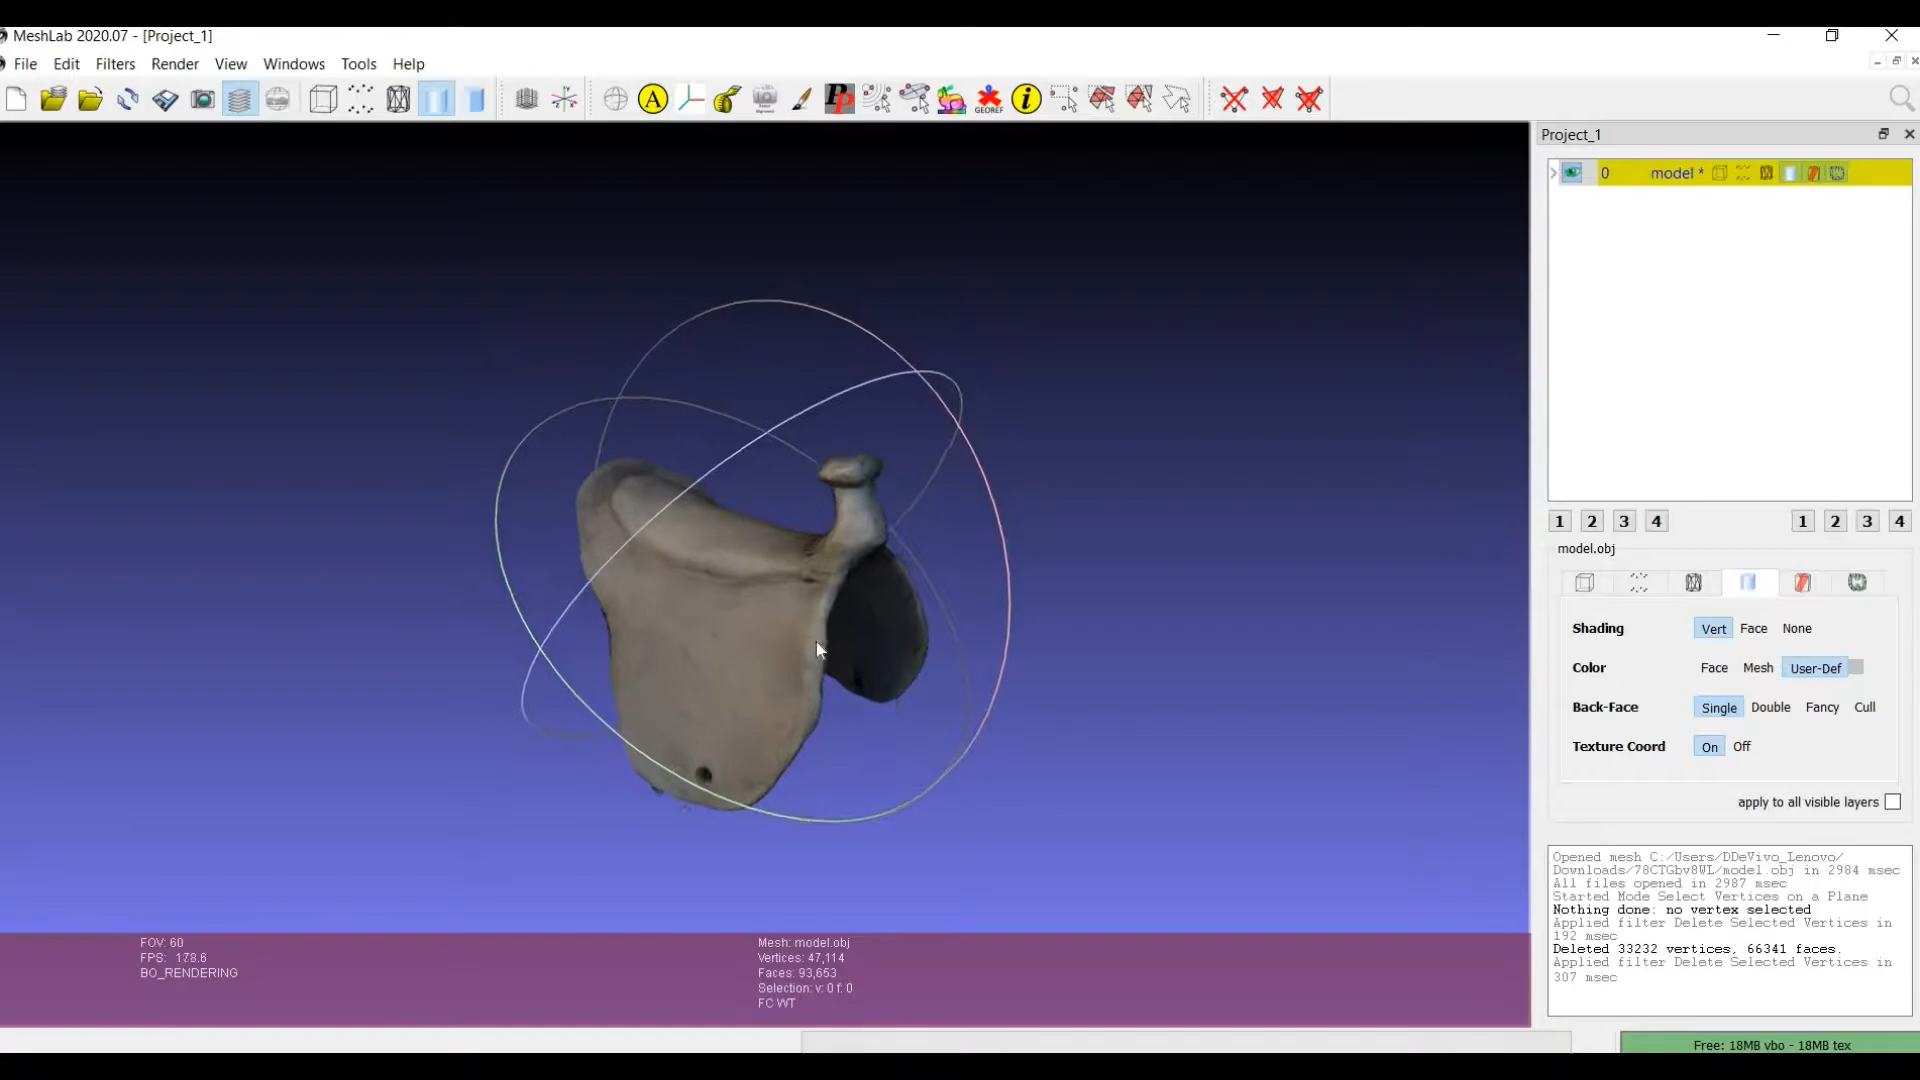 MeshLab 2020.07 - [Project_1]
File Edit Filters Render View Windows Tools Help
A
Pp
GEOREF
i
Project_1
0 model *
1 2 3 4 1 2 3 4
model.obj
Shading Vert Face None
Color Face Mesh User-Def
Back-Face Single Double Fancy Cull
Texture Coord On Off
apply to all visible layers
Opened mesh C:/Users/DDeVivo_Lenovo/
Downloads/78CTGbv8WL/model.obj in 2984 msec
All files opened in 2987 msec
Started Mode Select Vertices on a Plane
Nothing done: no vertex selected
Applied filter Delete Selected Vertices in
192 msec
Deleted 33232 vertices, 66341 faces.
Applied filter Delete Selected Vertices in
307 msec
FOV: 60
FPS: 178.6
BO_RENDERING
Mesh: model.obj
Vertices: 47,114
Faces: 93,653
Selection: v: 0 f: 0
FC WT
Free: 18MB vbo - 18MB tex